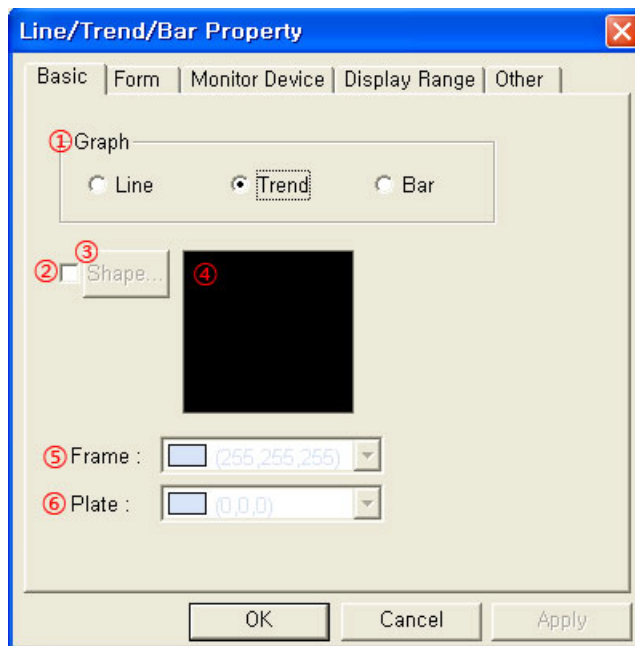 Line/Trend/Bar Property
Basic Form Monitor Device Display Range Other
①Graph
Line Trend Bar
③
② Shape... ④
⑤Frame : (255,255,255)
⑥Plate : (0,0,0)
OK Cancel Apply